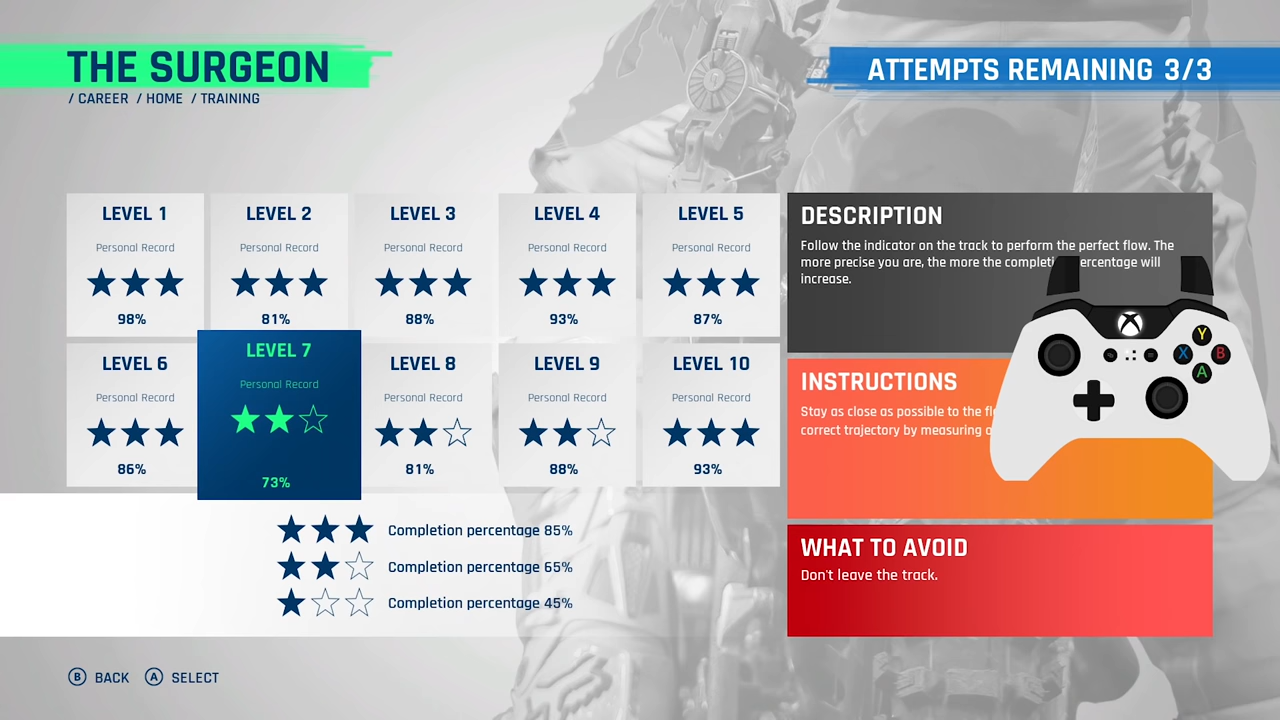 THE SURGEON
/ CAREER / HOME / TRAINING
ATTEMPTS REMAINING 3/3
LEVEL 1
Personal Record
98%
LEVEL 2
Personal Record
81%
LEVEL 3
Personal Record
88%
LEVEL 4
Personal Record
93%
LEVEL 5
Personal Record
87%
LEVEL 6
Personal Record
86%
LEVEL 7
Personal Record
73%
LEVEL 8
Personal Record
81%
LEVEL 9
Personal Record
88%
LEVEL 10
Personal Record
93%
Completion percentage 85%
Completion percentage 65%
Completion percentage 45%
DESCRIPTION
Follow the indicator on the track to perform the perfect flow. The
more precise you are, the more the will
increase.
INSTRUCTIONS
Stay as close as possible to the
correct trajectory by measuring
WHAT TO AVOID
Don't leave the track.
Y
X B
A
B BACK A SELECT